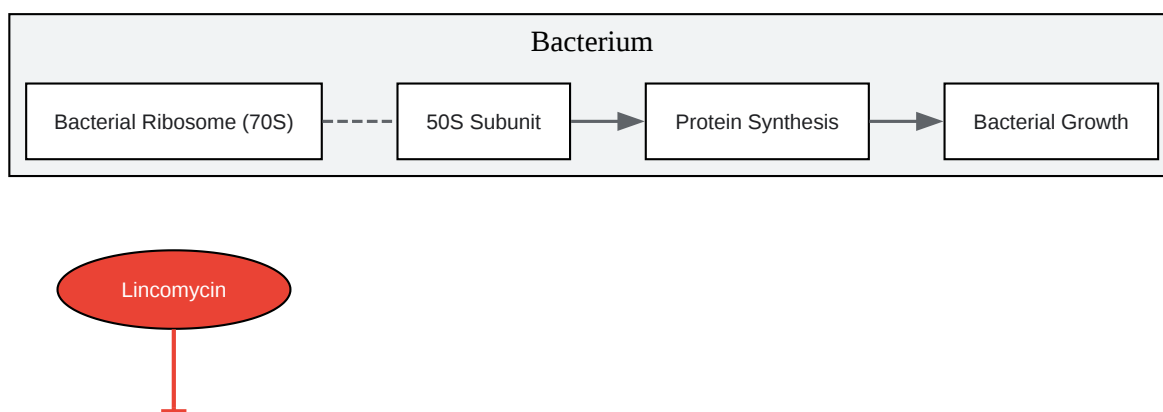 Bacterium
Bacterial Ribosome (70S)
50S Subunit
Protein Synthesis
Bacterial Growth
Lincomycin